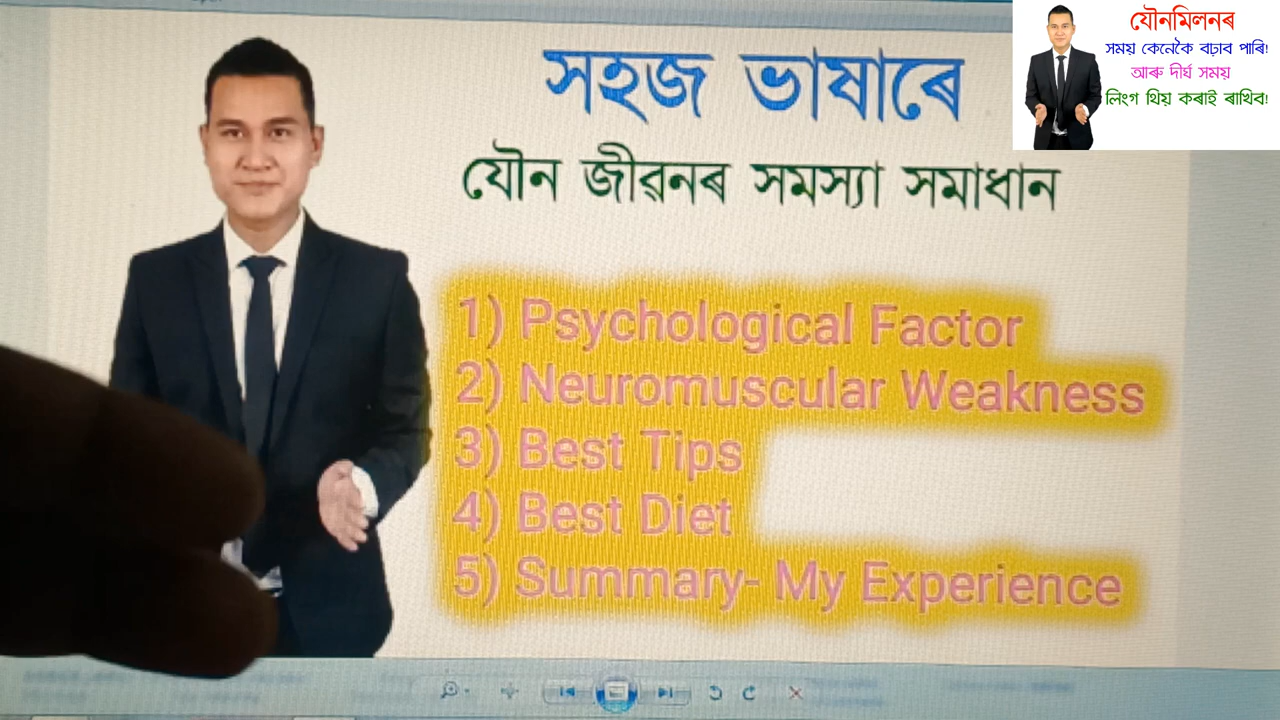 সহজ ভাষাৰে
যৌন জীৱনৰ সমস্যা সমাধান
1) Psychological Factor
2) Neuromuscular Weakness
3) Best Tips
4) Best Diet
5) Summary- My Experience
যৌনমিলনৰ
সময় কেনেকৈ বঢ়াব পাৰি!
আৰু দীৰ্ঘ সময়
লিংগ থিয় কৰাই ৰাখিব!